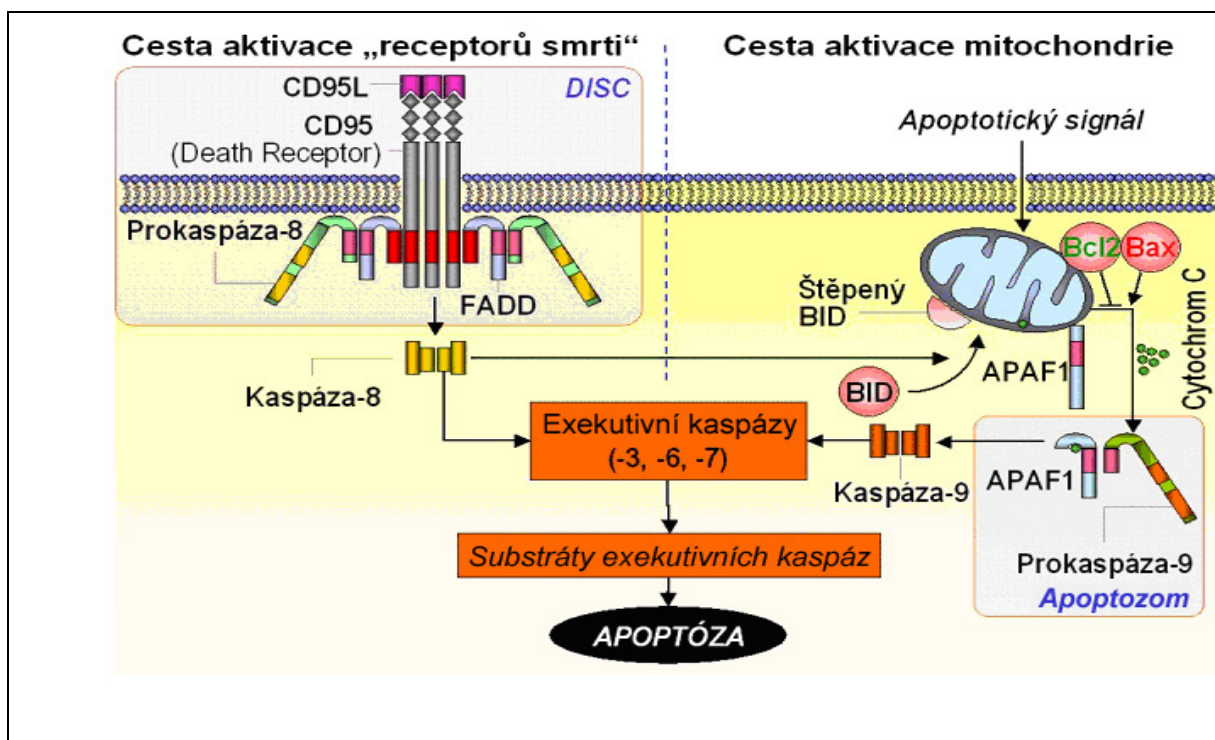 Cesta aktivace „receptorů smrti“
Cesta aktivace mitochondrie
DISC
CD95L
CD95
(Death Receptor)
Prokaspáza-8
FADD
Kaspáza-8
Apoptotický signál
Bcl2
Bax
Štěpený
BID
BID
APAF1
Cytochrom C
Exekutivní kaspázy
(-3, -6, -7)
Kaspáza-9
APAF1
Prokaspáza-9
Apoptozom
Substráty exekutivních kaspáz
APOPTÓZA